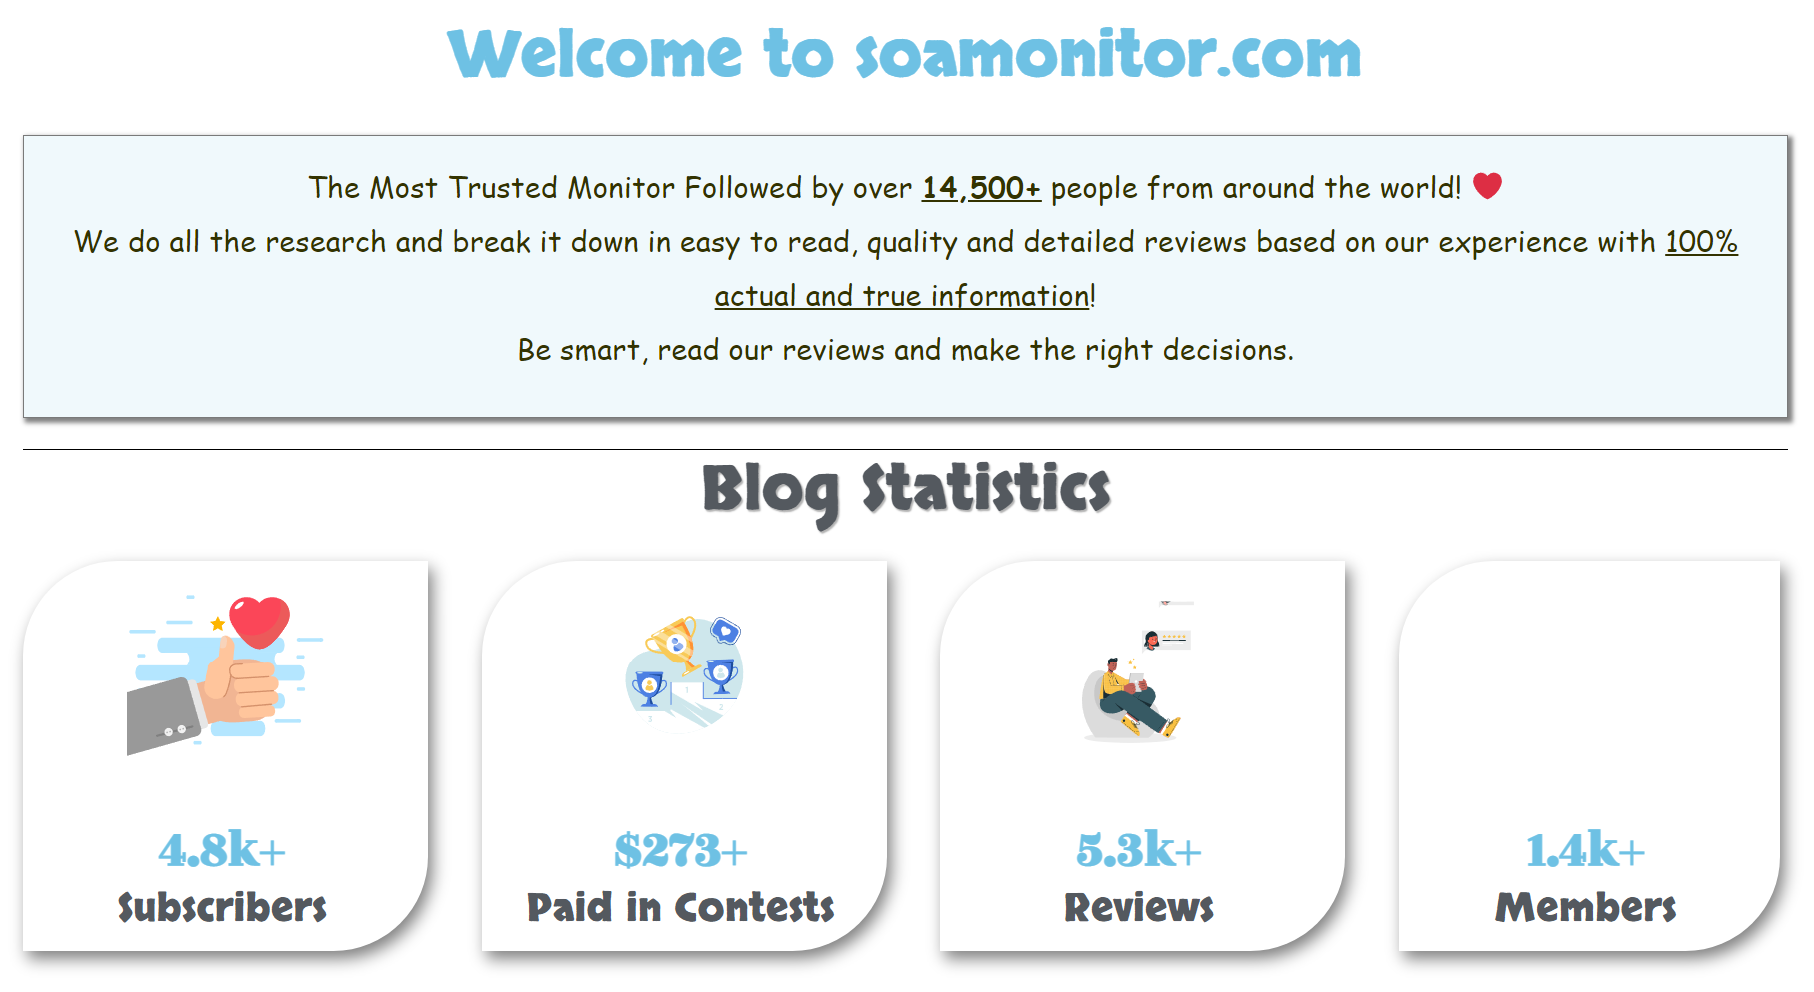 Welcome to soamonitor.com
The Most Trusted Monitor Followed by over 14,500+ people from around the world! ❤
We do all the research and break it down in easy to read, quality and detailed reviews based on our experience with 100%
actual and true information!
Be smart, read our reviews and make the right decisions.
Blog Statistics
1
2
3
4.8k+
Subscribers
$273+
Paid in Contests
5.3k+
Reviews
1.4k+
Members